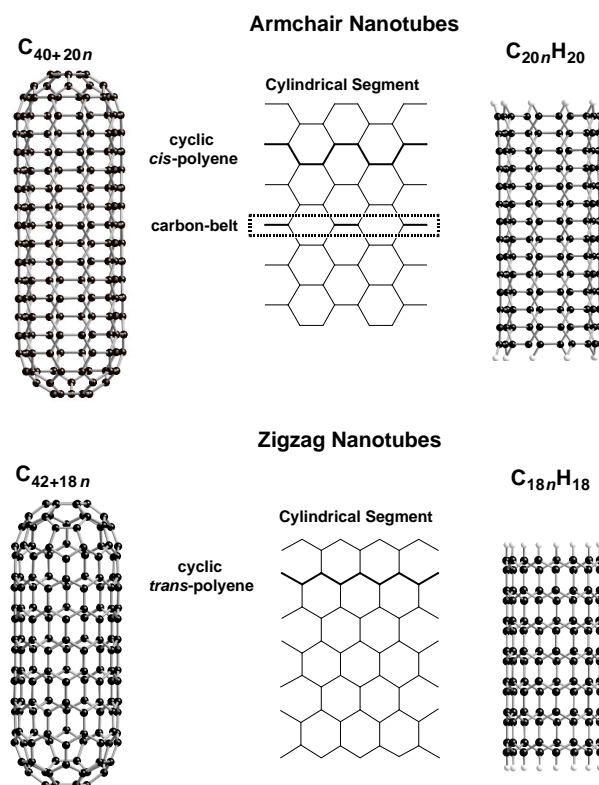 Armchair Nanotubes
C40+20n
C20nH20
Cylindrical Segment
cyclic
cis-polyene
carbon-belt
Zigzag Nanotubes
C42+18n
C18nH18
Cylindrical Segment
cyclic
trans-polyene